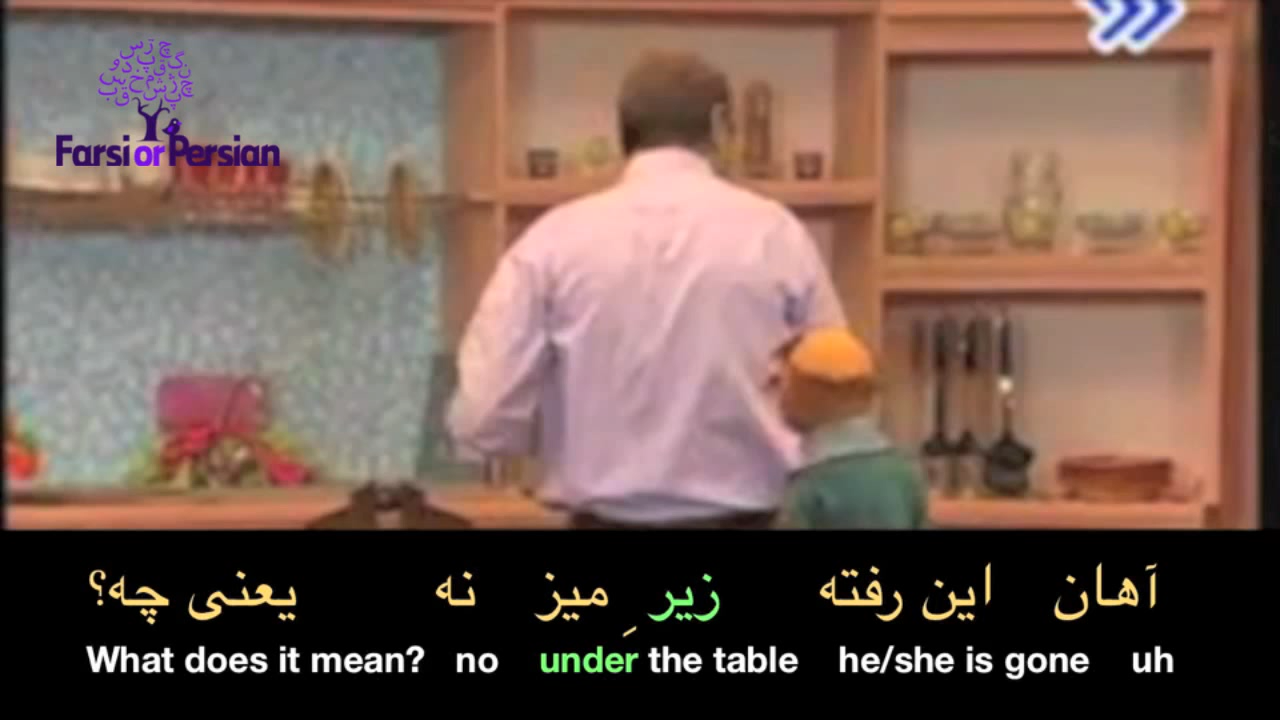 Farsi or Persian
آهان این رفته زیرِ میز نه یعنی چه؟
What does it mean? no under the table he/she is gone uh